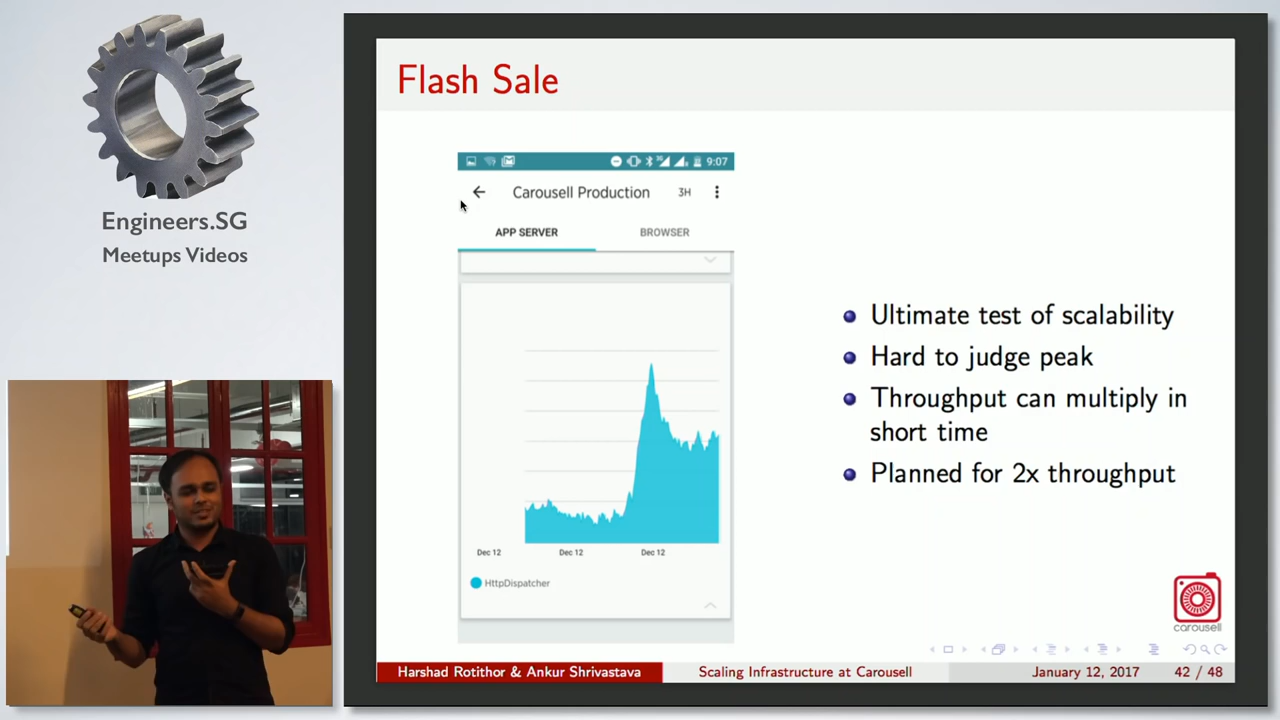 Engineers.SG
Meetups Videos
Flash Sale
9:07
Carousell Production
3H
APP SERVER
BROWSER
Dec 12
Dec 12
Dec 12
HttpDispatcher
Ultimate test of scalability
Hard to judge peak
Throughput can multiply in
short time
Planned for 2x throughput
carousell
Harshad Rotithor & Ankur Shrivastava
Scaling Infrastructure at Carousell
January 12, 2017
42 / 48